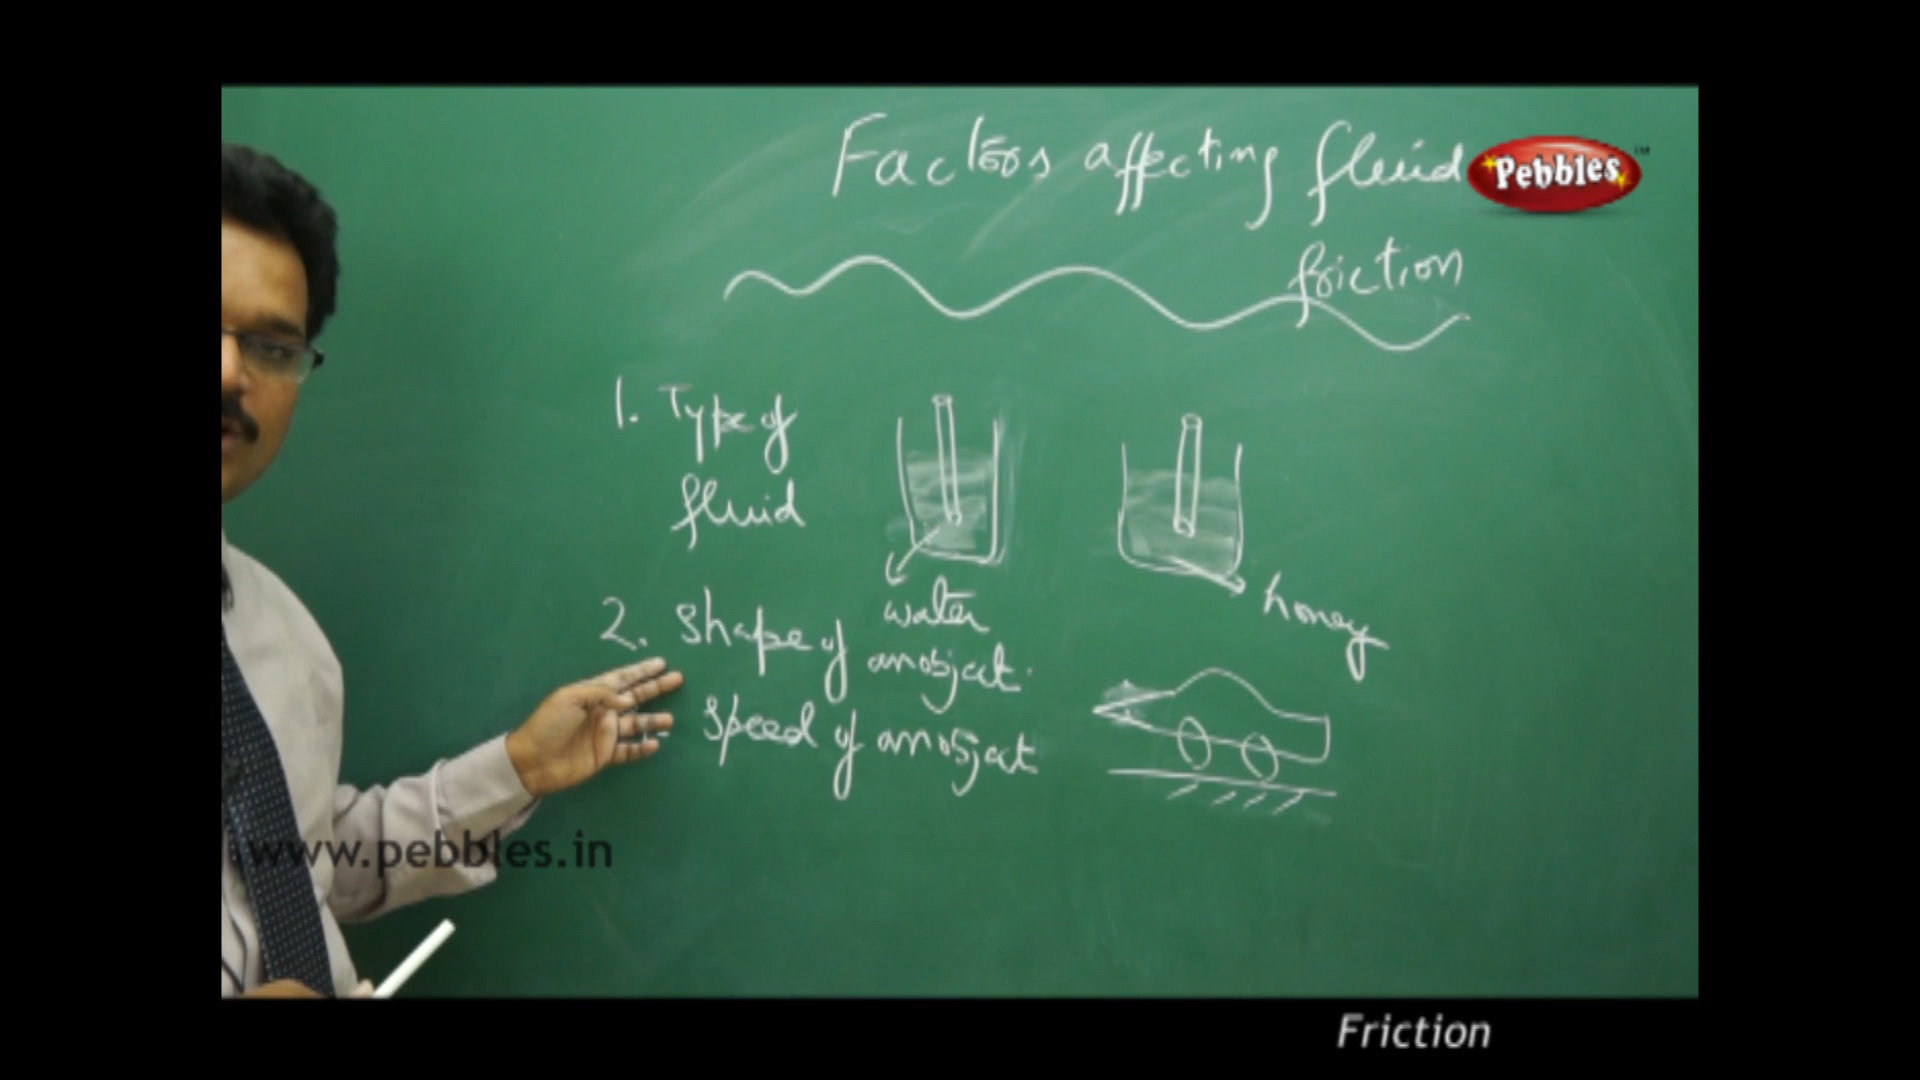 Factors affecting fluid
Pebbles™
friction
1. Type of
fluid
water
honey
2. Shape of an object.
Speed of an object
www.pebbles.in
Friction